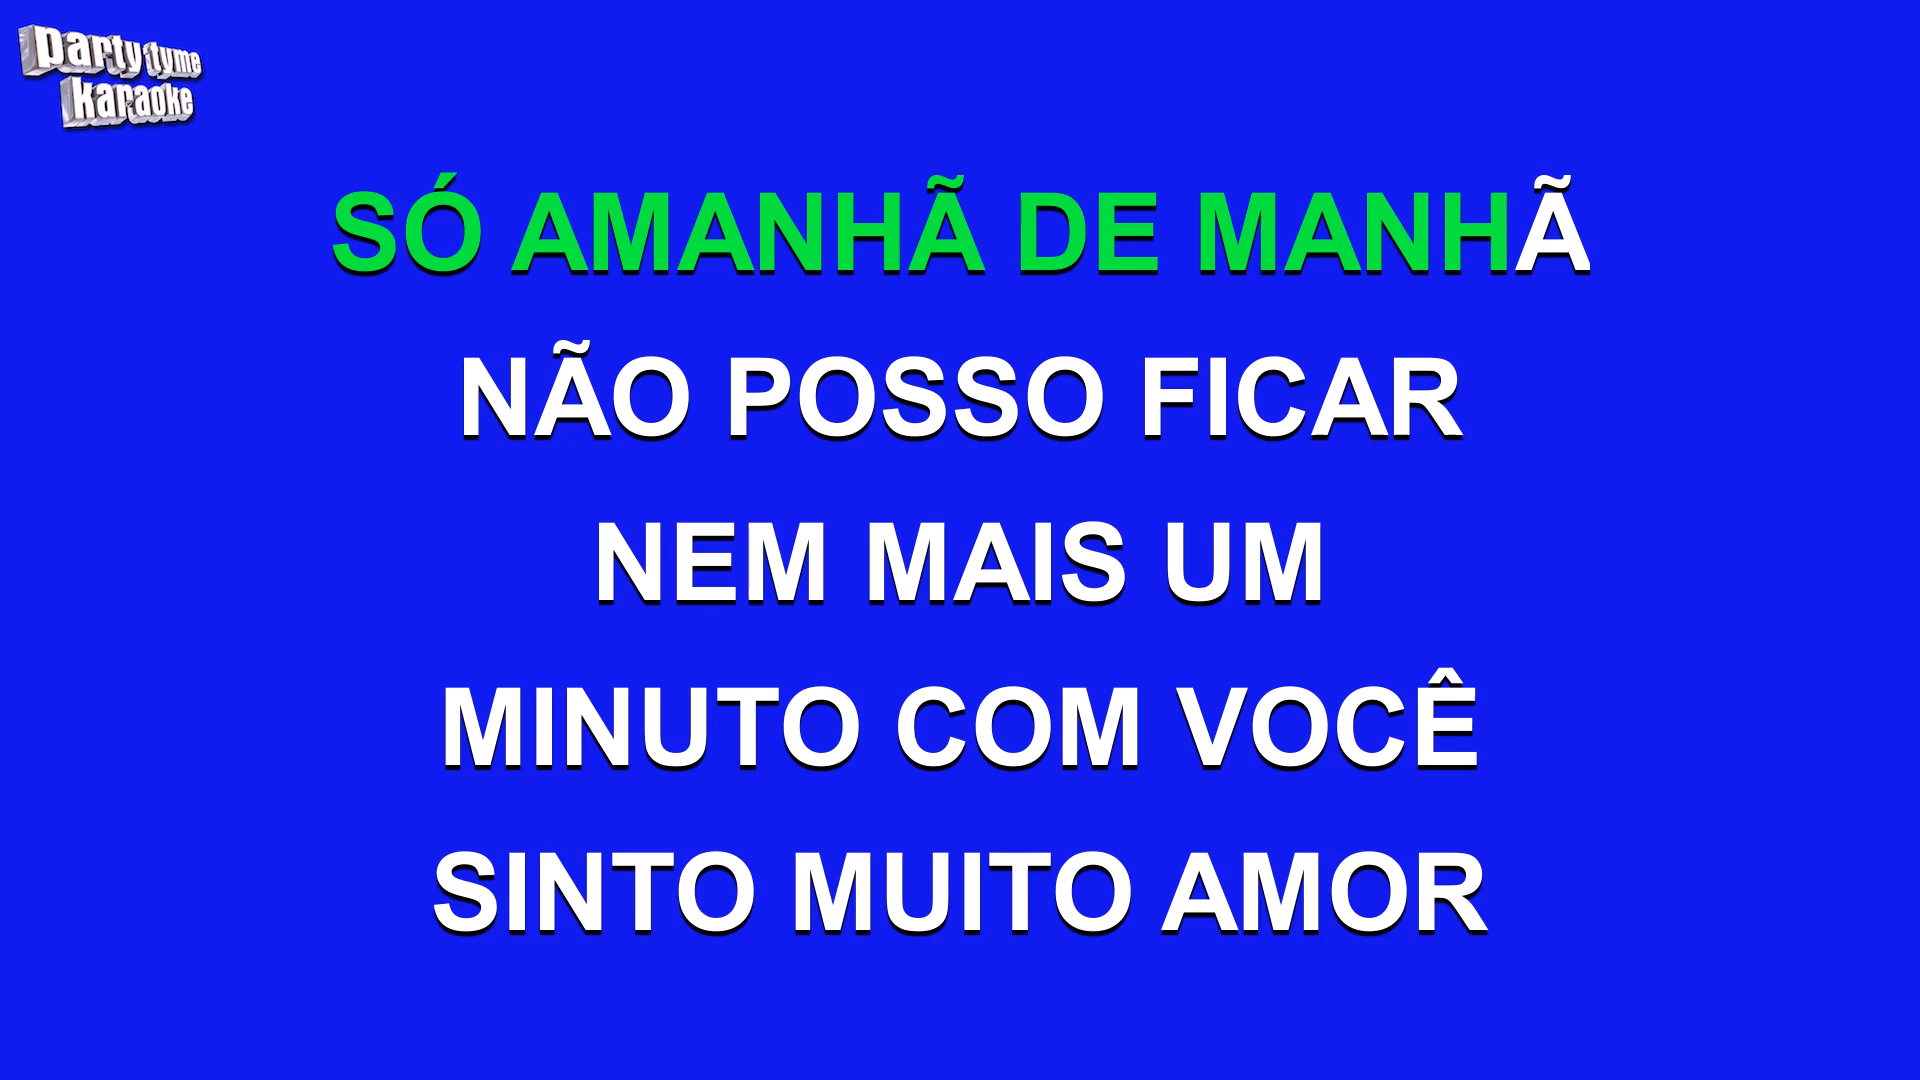 party tyme
karaoke
SÓ AMANHÃ DE MANHÃ
NÃO POSSO FICAR
NEM MAIS UM
MINUTO COM VOCÊ
SINTO MUITO AMOR